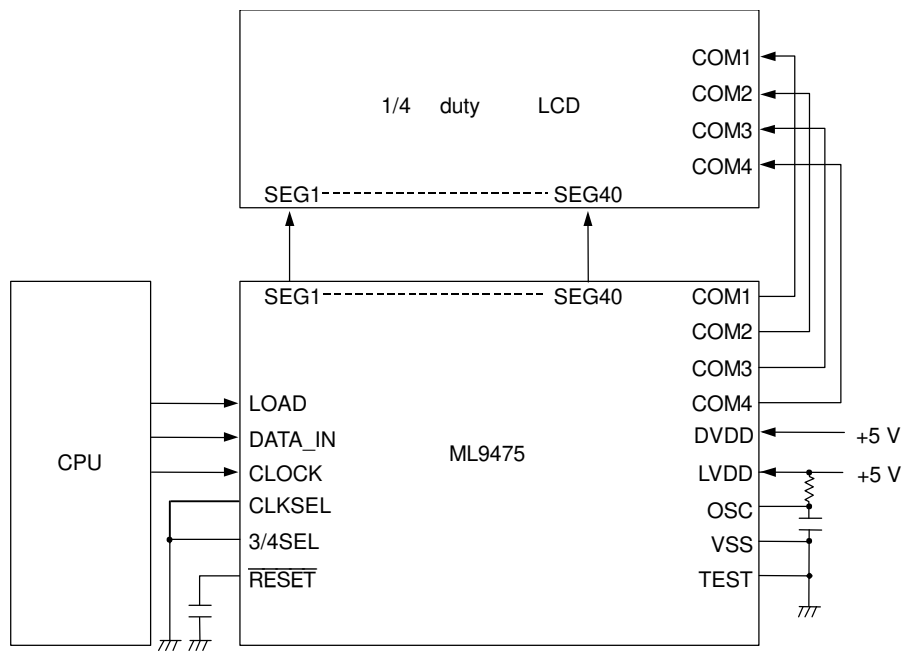 COM1
COM2
1/4 duty LCD
COM3
COM4
SEG1 SEG40
SEG1 SEG40
COM1
COM2
COM3
COM4
LOAD
DVDD +5 V
DATA_IN
ML9475
CPU
CLOCK
LVDD +5 V
CLKSEL
OSC
3/4SEL
VSS
RESET
TEST